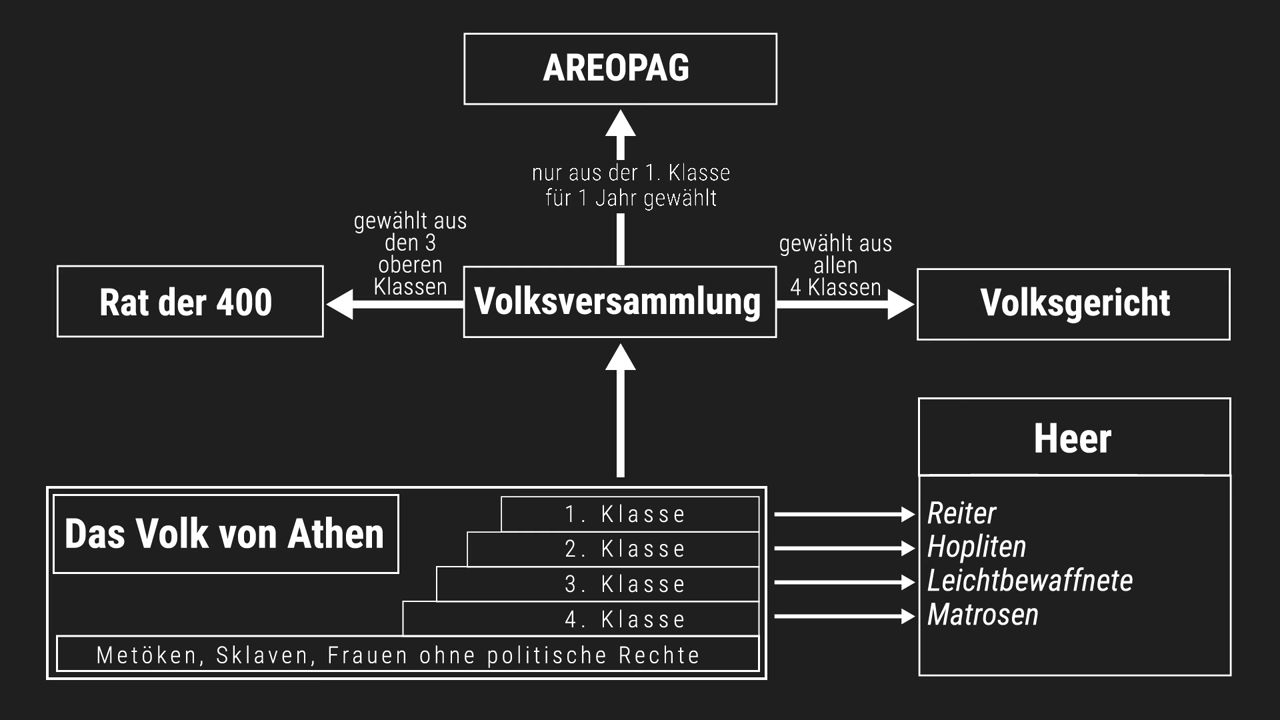 AREOPAG
nur aus der 1. Klasse
für 1 Jahr gewählt
gewählt aus
den 3
oberen
Klassen
gewählt aus
allen
4 Klassen
Rat der 400
Volksversammlung
Volksgericht
Das Volk von Athen
1. Klasse
2. Klasse
3. Klasse
4. Klasse
Metöken, Sklaven, Frauen ohne politische Rechte
Heer
Reiter
Hopliten
Leichtbewaffnete
Matrosen